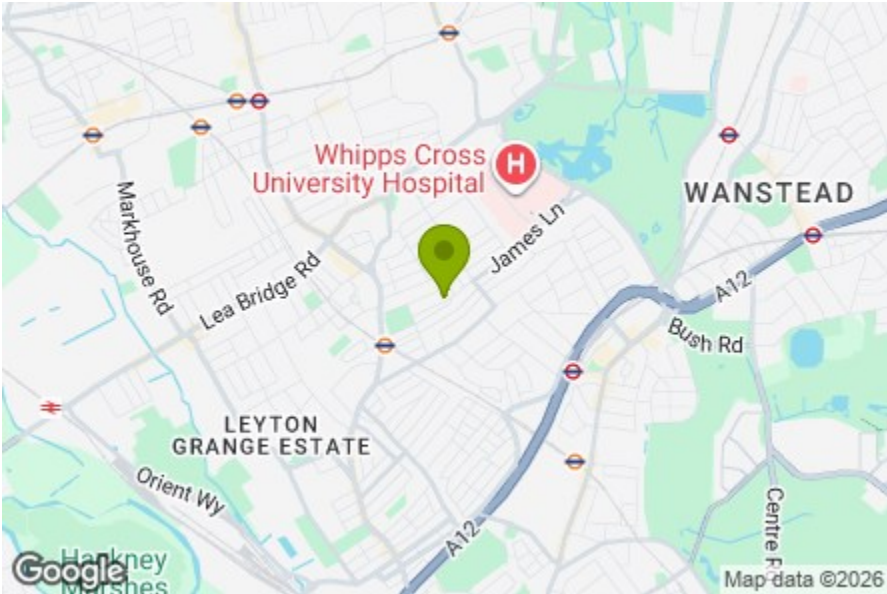 Whipps Cross
University Hospital
H
WANSTEAD
James Ln
Markhouse Rd
Lea Bridge Rd
A12
Bush Rd
LEYTON
GRANGE ESTATE
Orient Wy
A12
Centre Rd
Hackney
Marshes
Google
Map data ©2026